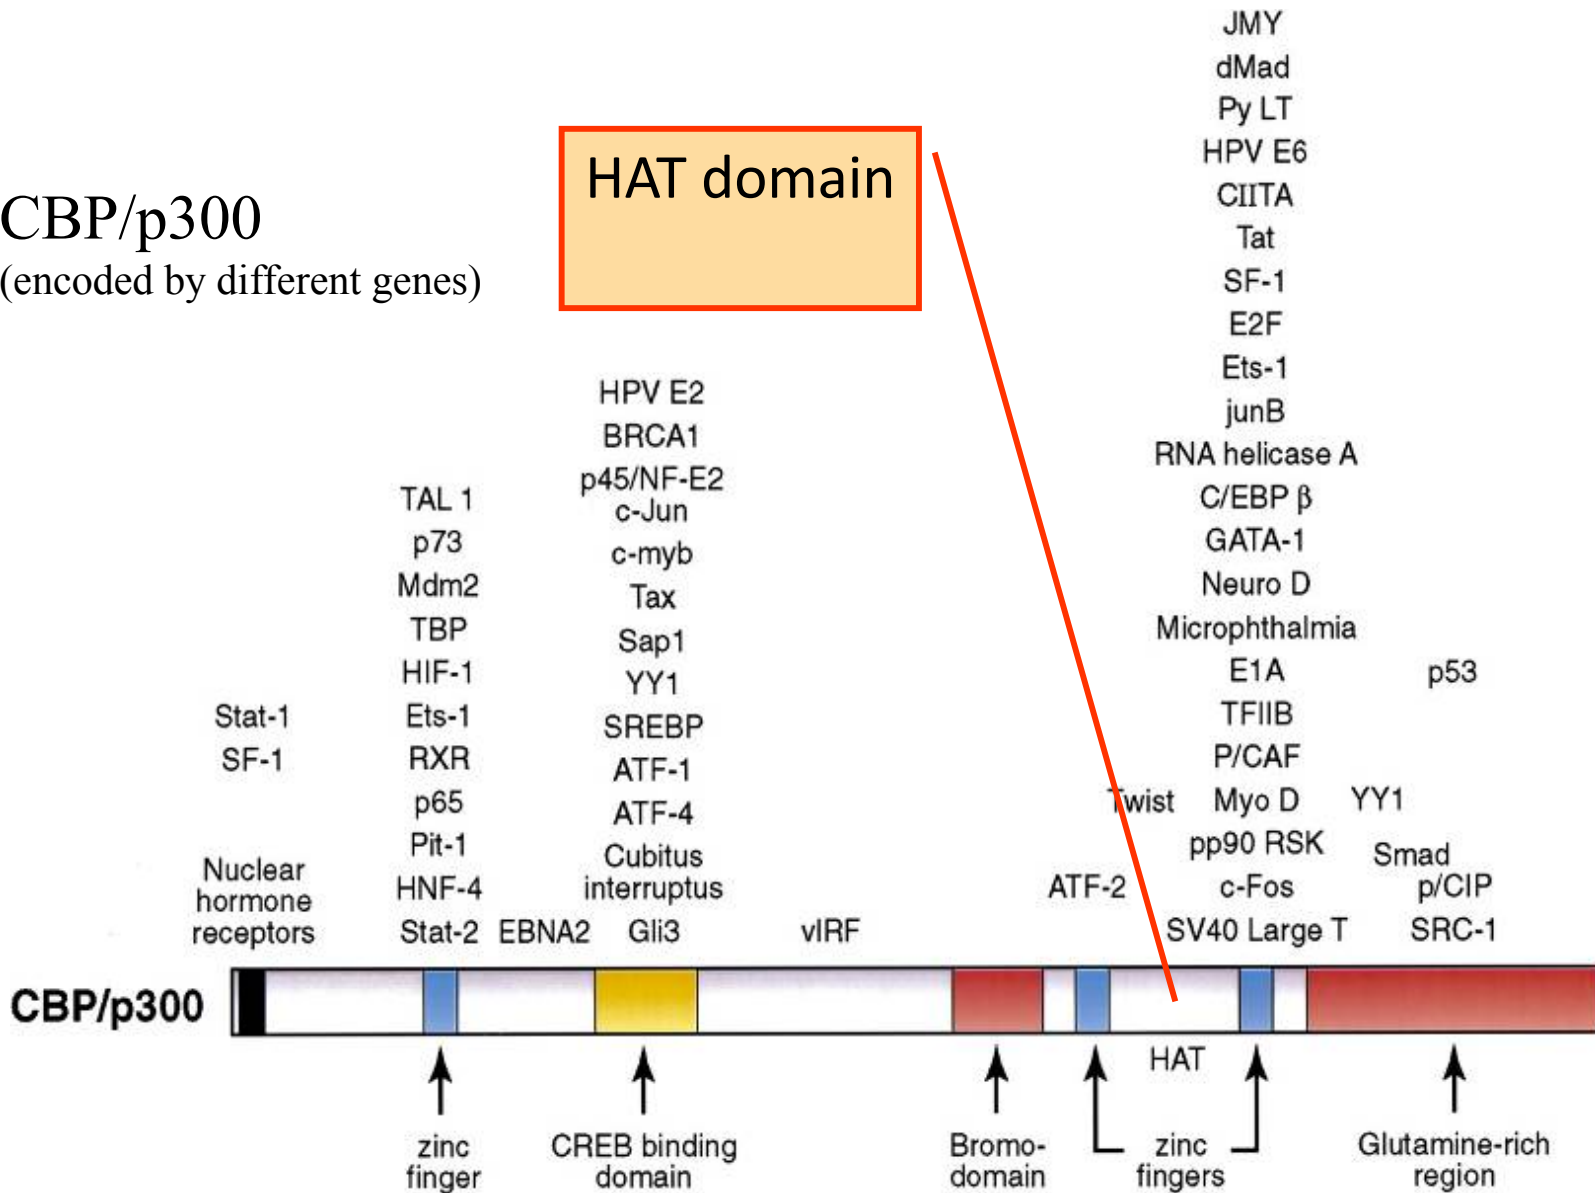 CBP/p300
(encoded by different genes)
HAT domain
Stat-1
SF-1
Nuclear
hormone
receptors
TAL 1
p73
Mdm2
TBP
HIF-1
Ets-1
RXR
p65
Pit-1
HNF-4
Stat-2
EBNA2
HPV E2
BRCA1
p45/NF-E2
c-Jun
c-myb
Tax
Sap1
YY1
SREBP
ATF-1
ATF-4
Cubitus
interruptus
Gli3
vIRF
ATF-2
Twist
JMY
dMad
Py LT
HPV E6
CIITA
Tat
SF-1
E2F
Ets-1
junB
RNA helicase A
C/EBP β
GATA-1
Neuro D
Microphthalmia
E1A
TFIIB
P/CAF
Myo D
pp90 RSK
c-Fos
SV40 Large T
p53
YY1
Smad
p/CIP
SRC-1
CBP/p300
HAT
zinc
finger
CREB binding
domain
Bromo-
domain
zinc
fingers
Glutamine-rich
region